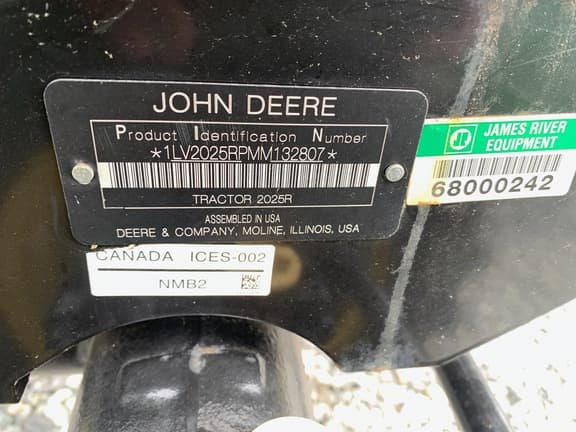 JOHN DEERE
Product Identification Number
*1LV2025RPMM132807*
TRACTOR 2025R
ASSEMBLED IN USA
DEERE & COMPANY, MOLINE, ILLINOIS, USA
JR JAMES RIVER
EQUIPMENT
68000242
CANADA ICES-002
NMB2